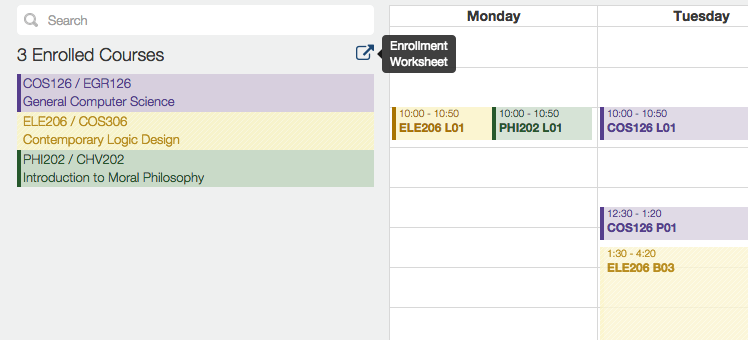 Search
3 Enrolled Courses
Enrollment
Worksheet
COS126 / EGR126
General Computer Science
ELE206 / COS306
Contemporary Logic Design
PHI202 / CHV202
Introduction to Moral Philosophy
Monday
Tuesday
10:00 - 10:50
ELE206 L01
10:00 - 10:50
PHI202 L01
10:00 - 10:50
COS126 L01
12:30 - 1:20
COS126 P01
1:30 - 4:20
ELE206 B03